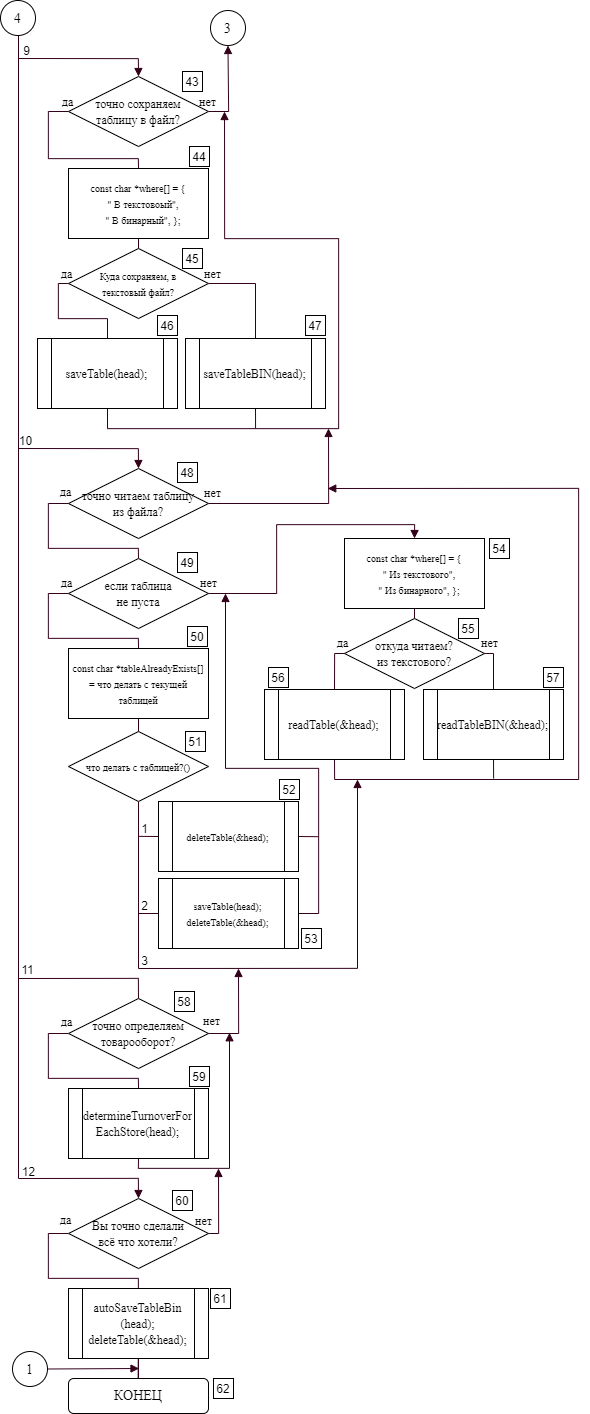 4
3
9
43
да
нет
точно сохраняем
таблицу в файл?
44
const char *where[] = {
" В текстовоый",
" В бинарный", };
45
да
нет
Куда сохраняем, в
текстовый файл?
46
47
saveTable(head);
saveTableBIN(head);
10
48
да
нет
точно читаем таблицу
из файла?
49
да
нет
если таблица
не пуста
54
const char *where[] = {
" Из текстового",
" Из бинарного", };
50
const char *tableAlreadyExists[]
= что делать с текущей
таблицей
55
да
нет
откуда читаем?
из текстового?
56
57
readTable(&head);
readTableBIN(&head);
51
что делать с таблицей?()
52
1
deleteTable(&head);
2
saveTable(head);
deleteTable(&head);
53
3
11
58
да
нет
точно определяем
товарооборот?
59
determineTurnoverFor
EachStore(head);
12
60
да
нет
Вы точно сделали
всё что хотели?
61
autoSaveTableBin
(head);
deleteTable(&head);
1
62
КОНЕЦ